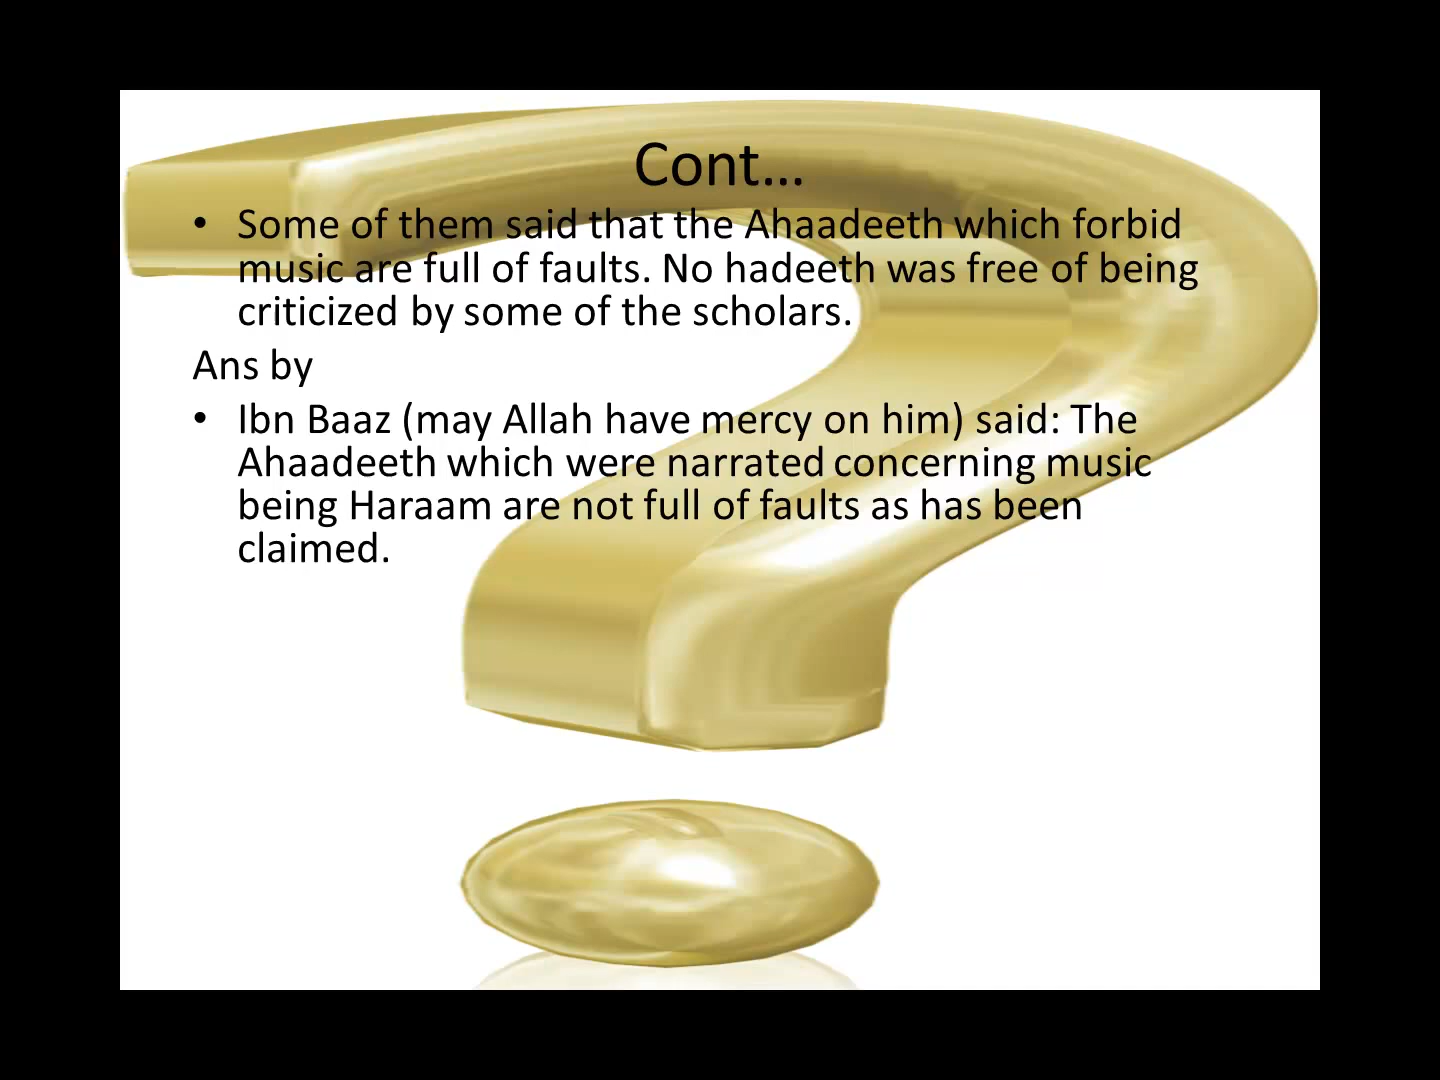 Cont…
• Some of them said that the Ahaadeeth which forbid
music are full of faults. No hadeeth was free of being
criticized by some of the scholars.
Ans by
• Ibn Baaz (may Allah have mercy on him) said: The
Ahaadeeth which were narrated concerning music
being Haraam are not full of faults as has been
claimed.